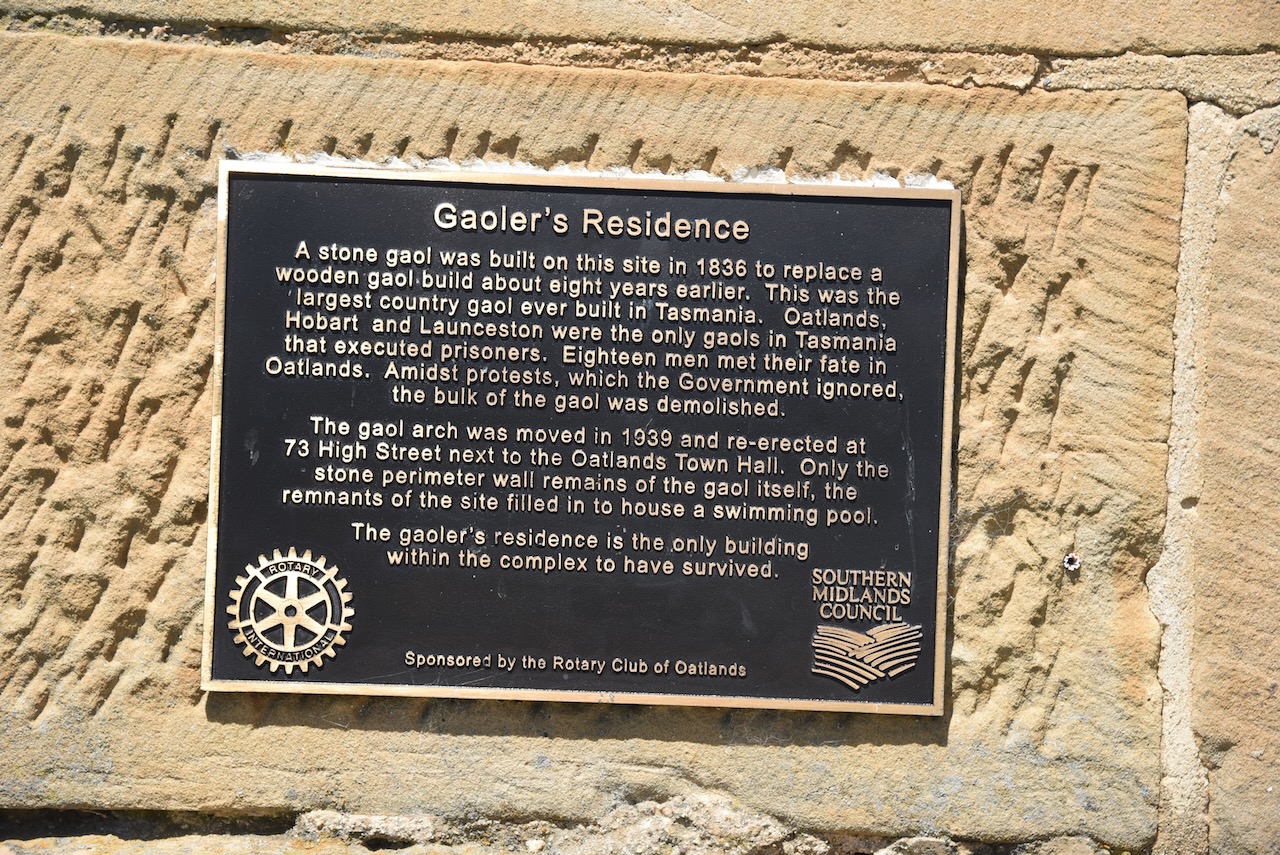 Gaoler's Residence
A stone gaol was built on this site in 1836 to replace a
wooden gaol build about eight years earlier. This was the
largest country gaol ever built in Tasmania. Oatlands,
Hobart and Launceston were the only gaols in Tasmania
that executed prisoners. Eighteen men met their fate in
Oatlands. Amidst protests, which the Government ignored,
the bulk of the gaol was demolished.
The gaol arch was moved in 1939 and re-erected at
73 High Street next to the Oatlands Town Hall. Only the
stone perimeter wall remains of the gaol itself, the
remnants of the site filled in to house a swimming pool.
The gaoler's residence is the only building
within the complex to have survived.
ROTARY
INTERNATIONAL
SOUTHERN
MIDLANDS
COUNCIL
Sponsored by the Rotary Club of Oatlands